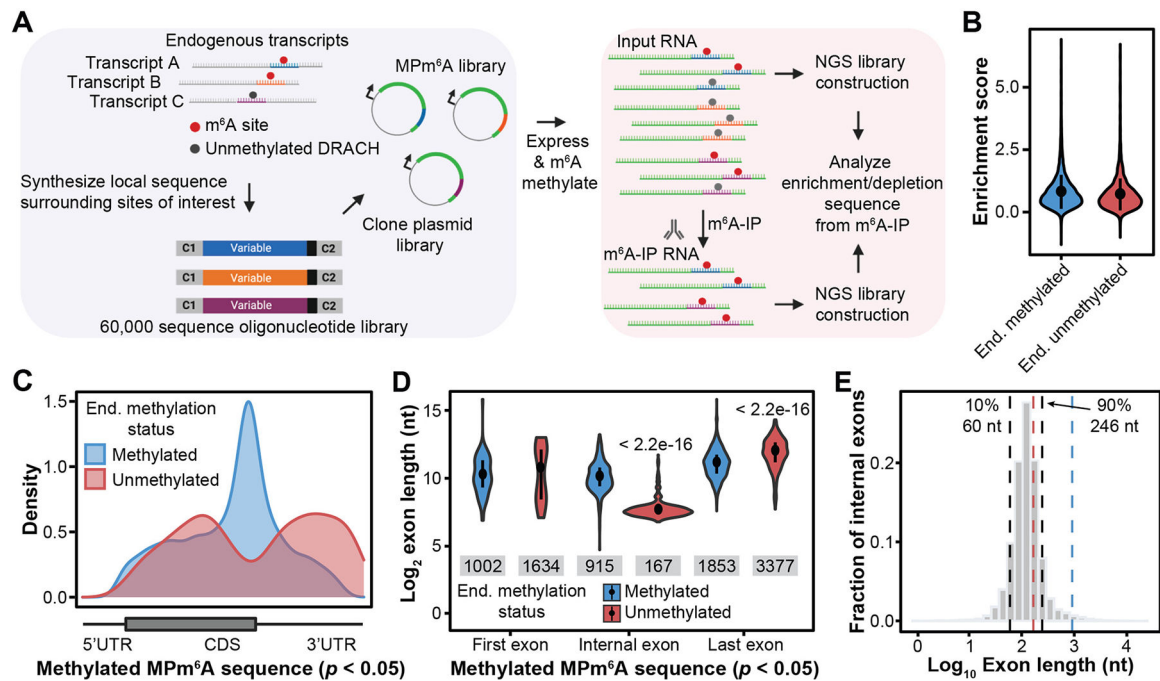 A
Endogenous transcripts
Transcript A
Transcript B
Transcript C
m⁶A site
Unmethylated DRACH
Synthesize local sequence
surrounding sites of interest
MPm⁶A library
Clone plasmid
library
C1 Variable C2
C1 Variable C2
C1 Variable C2
60,000 sequence oligonucleotide library
Express
& m⁶A
methylate
Input RNA
NGS library
construction
Analyze
enrichment/depletion
sequence
from m⁶A-IP
m⁶A-IP
m⁶A-IP RNA
NGS library
construction
B
Enrichment score
5.0
2.5
0.0
End. methylated
End. unmethylated
C
End. methylation
status
Methylated
Unmethylated
Density
1.5
1.0
0.5
0.0
5'UTR CDS 3'UTR
Methylated MPm⁶A sequence (p < 0.05)
D
Log₂ exon length (nt)
15
10
5
0
< 2.2e-16
< 2.2e-16
1002 1634 915 167 1853 3377
End. methylation
status
Methylated
Unmethylated
First exon Internal exon Last exon
Methylated MPm⁶A sequence (p < 0.05)
E
Fraction of internal exons
0.2
0.1
0.0
10%
60 nt
90%
246 nt
0 1 2 3 4
Log₁₀ Exon length (nt)